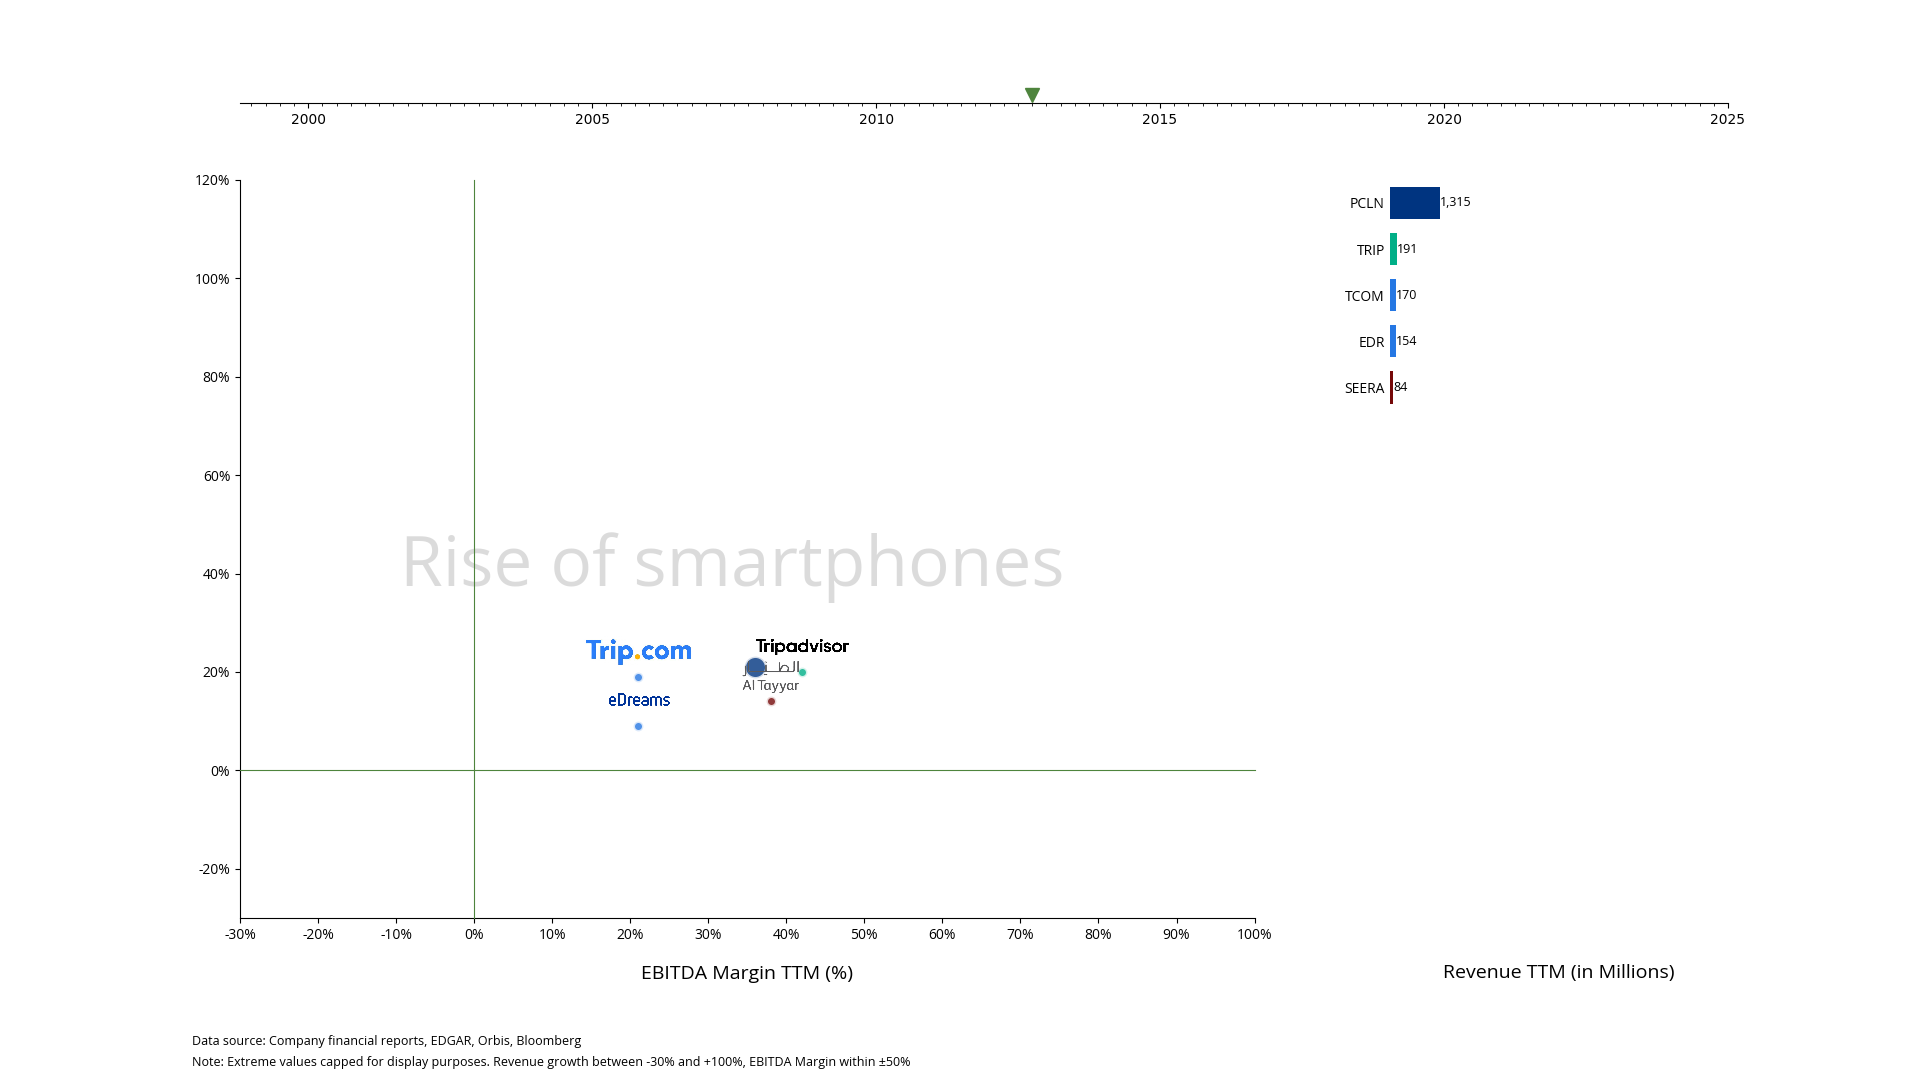 2000 2005 2010 2015 2020 2025
120%
100%
80%
60%
40%
20%
0%
-20%
Rise of smartphones
Trip.com
eDreams
Tripadvisor
Al Tayyar
-30% -20% -10% 0% 10% 20% 30% 40% 50% 60% 70% 80% 90% 100%
EBITDA Margin TTM (%)
PCLN 1,315
TRIP 191
TCOM 170
EDR 154
SEERA 84
Revenue TTM (in Millions)
Data source: Company financial reports, EDGAR, Orbis, Bloomberg
Note: Extreme values capped for display purposes. Revenue growth between -30% and +100%, EBITDA Margin within ±50%